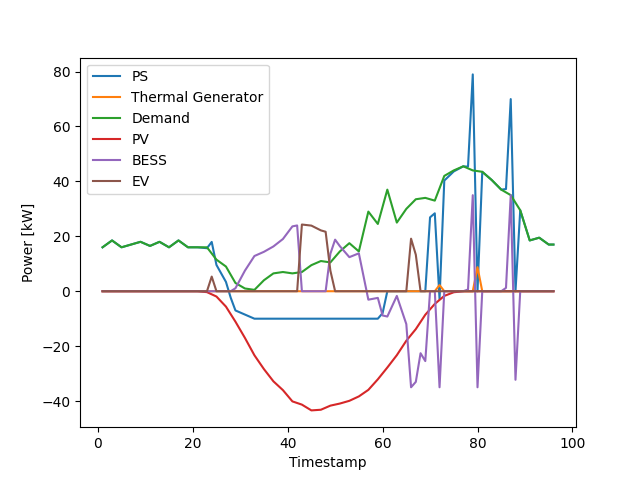 PS
Thermal Generator
Demand
PV
BESS
EV
Power [kW]
80
60
40
20
0
−20
−40
0 20 40 60 80 100
Timestamp